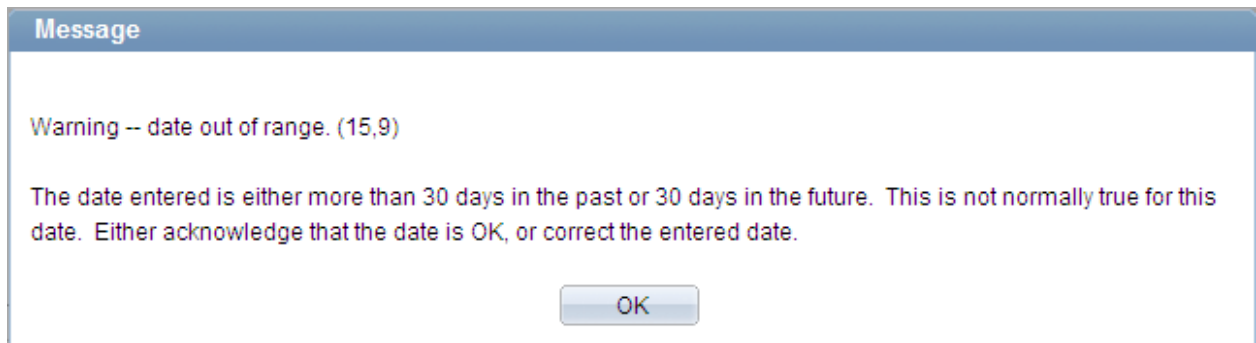 Message
Warning -- date out of range. (15,9)
The date entered is either more than 30 days in the past or 30 days in the future.  This is not normally true for this
date.  Either acknowledge that the date is OK, or correct the entered date.
OK